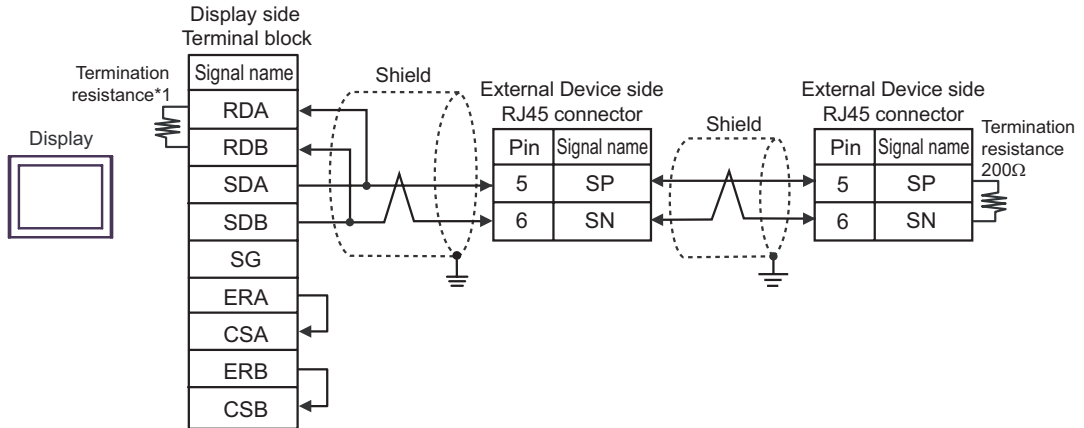 Display side
Terminal block
Signal name
RDA
RDB
SDA
SDB
SG
ERA
CSA
ERB
CSB
Termination
resistance*1
Display
Shield
External Device side
RJ45 connector
Pin Signal name
5 SP
6 SN
Shield
External Device side
RJ45 connector
Pin Signal name
5 SP
6 SN
Termination
resistance
200Ω